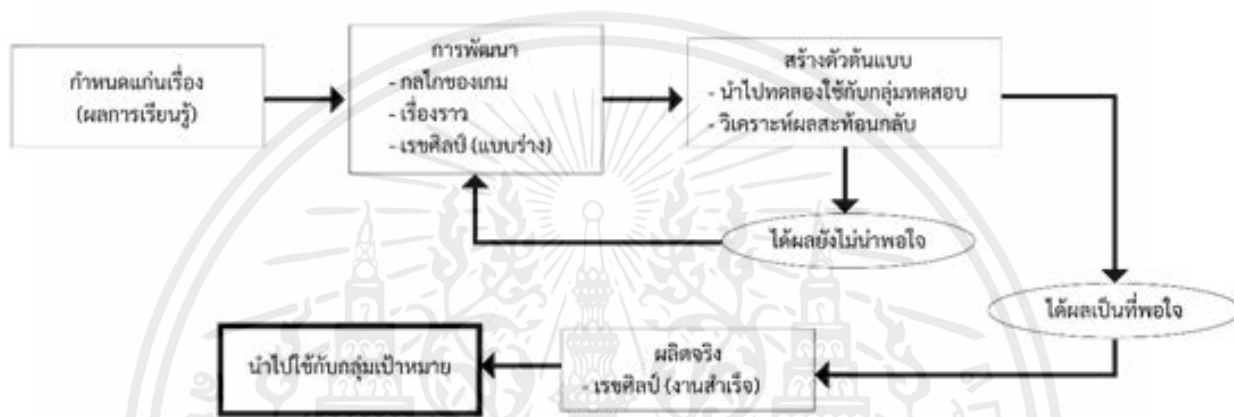 กำหนดแก่นเรื่อง
(ผลการเรียนรู้)
การพัฒนา
- กลไกของเกม
- เรื่องราว
- เรขศิลป์ (แบบร่าง)
สร้างตัวต้นแบบ
- นำไปทดลองใช้กับกลุ่มทดสอบ
- วิเคราะห์ผลสะท้อนกลับ
ได้ผลยังไม่น่าพอใจ
ได้ผลเป็นที่พอใจ
ผลิตจริง
- เรขศิลป์ (งานสำเร็จ)
นำไปใช้กับกลุ่มเป้าหมาย